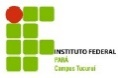 INSTITUTO FEDERAL
PARÁ
Campus Tucuruí